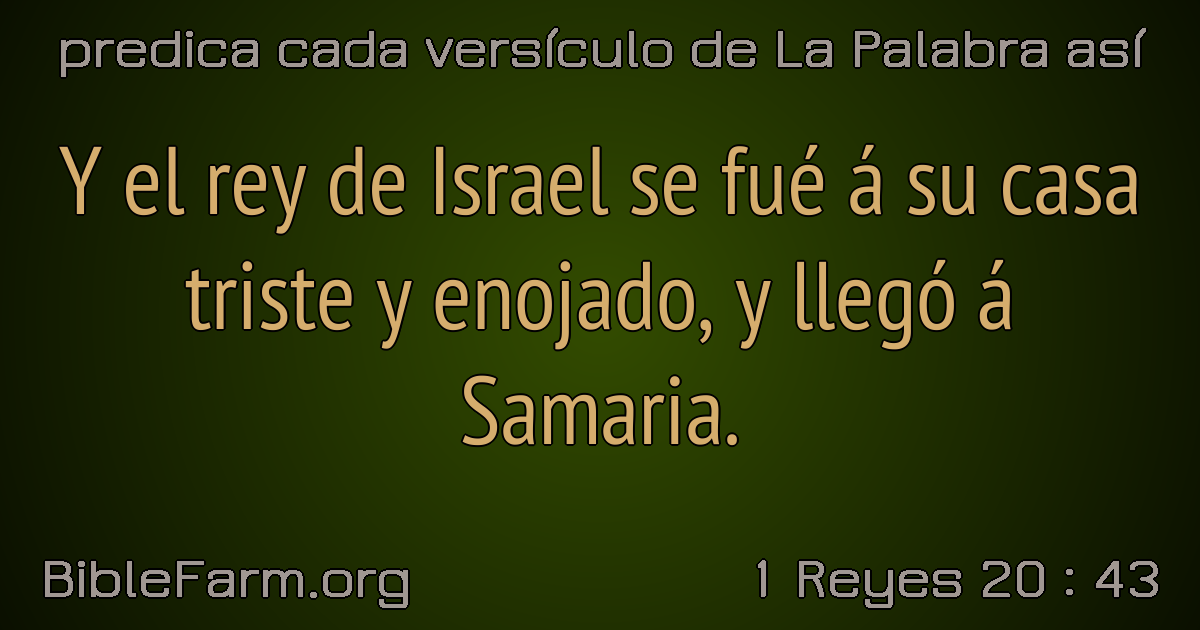 predica cada versículo de La Palabra así
Y el rey de Israel se fué á su casa
triste y enojado, y llegó á
Samaria.
BibleFarm.org
1 Reyes 20 : 43